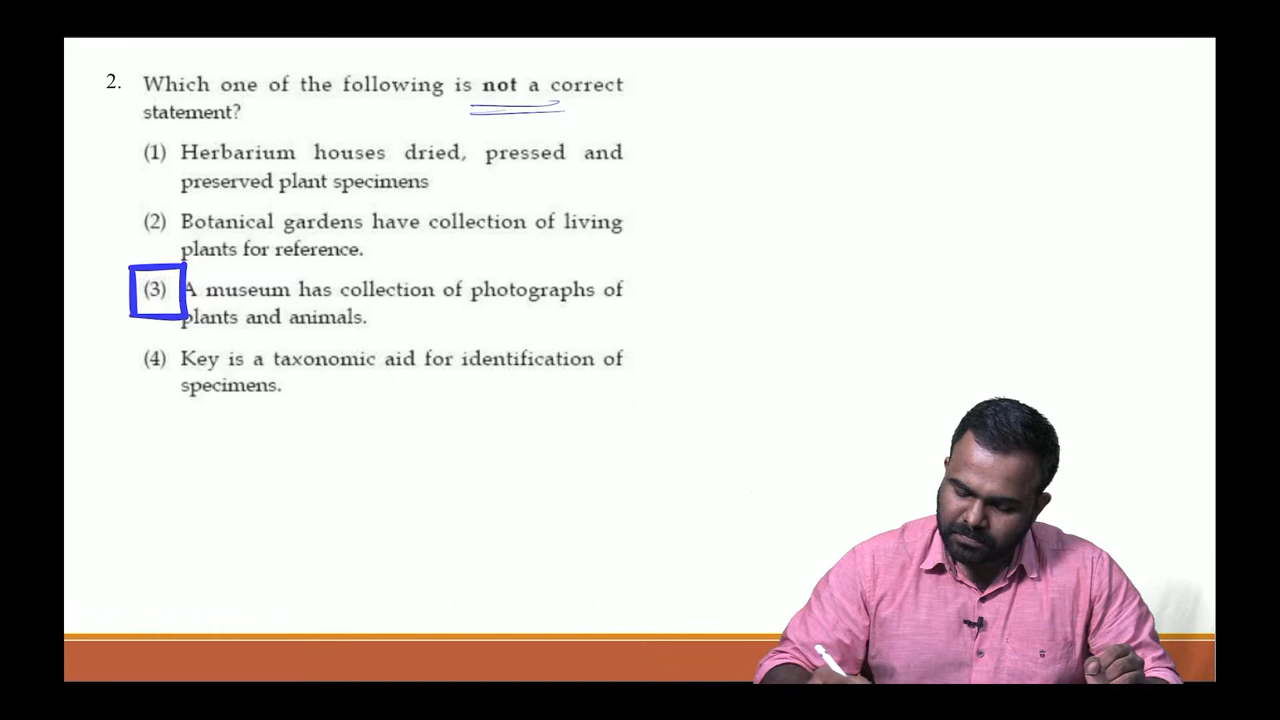 2. Which one of the following is not a correct
statement?
(1) Herbarium houses dried, pressed and
preserved plant specimens
(2) Botanical gardens have collection of living
plants for reference.
(3) A museum has collection of photographs of
plants and animals.
(4) Key is a taxonomic aid for identification of
specimens.